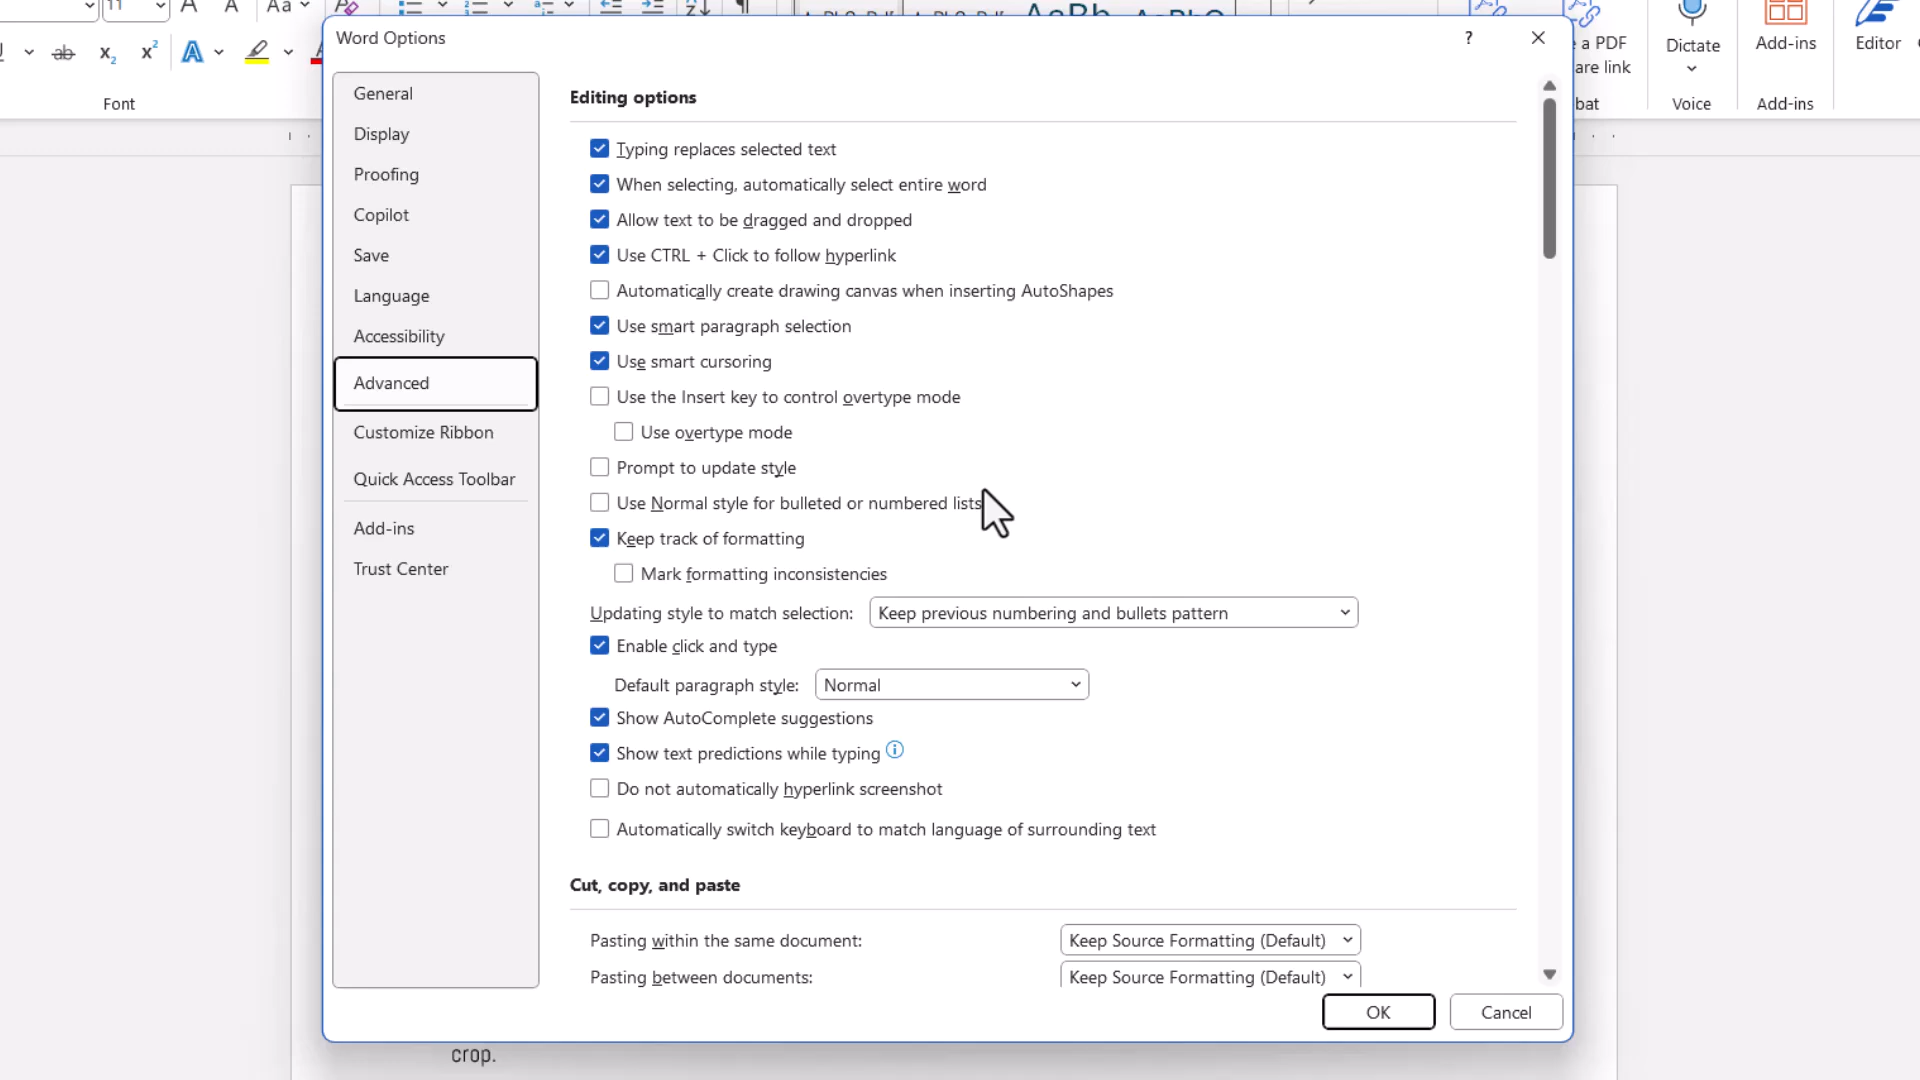 11
A
A
Aa
ab
x₂
x²
A
a PDF
are link
bat
Dictate
Voice
Add-ins
Add-ins
Editor
Font
Word Options
?
General
Display
Proofing
Copilot
Save
Language
Accessibility
Advanced
Customize Ribbon
Quick Access Toolbar
Add-ins
Trust Center
Editing options
Typing replaces selected text
When selecting, automatically select entire word
Allow text to be dragged and dropped
Use CTRL + Click to follow hyperlink
Automatically create drawing canvas when inserting AutoShapes
Use smart paragraph selection
Use smart cursoring
Use the Insert key to control overtype mode
Use overtype mode
Prompt to update style
Use Normal style for bulleted or numbered lists
Keep track of formatting
Mark formatting inconsistencies
Updating style to match selection: Keep previous numbering and bullets pattern
Enable click and type
Default paragraph style: Normal
Show AutoComplete suggestions
Show text predictions while typing
Do not automatically hyperlink screenshot
Automatically switch keyboard to match language of surrounding text
Cut, copy, and paste
Pasting within the same document: Keep Source Formatting (Default)
Pasting between documents: Keep Source Formatting (Default)
OK
Cancel
crop.